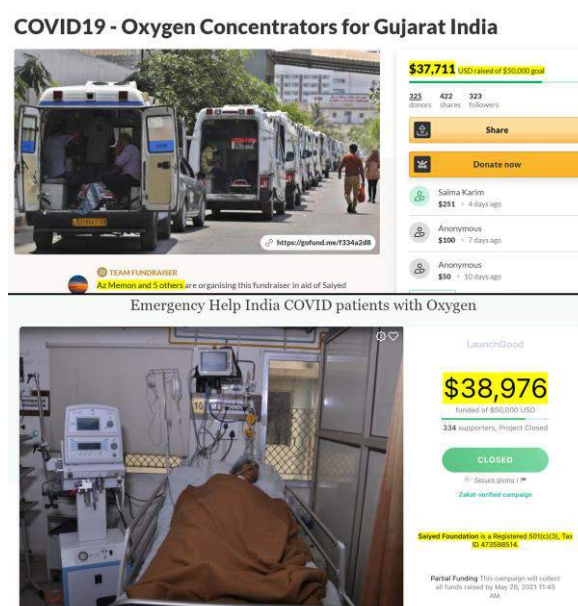 COVID19 - Oxygen Concentrators for Gujarat India
$37,711 USD raised of $50,000 goal
325 422 323
donors shares followers
Share
Donate now
Saima Karim
$251 • 4 days ago
Anonymous
$100 • 7 days ago
Anonymous
$50 • 10 days ago
https://gofund.me/f334a2d8
TEAM FUNDRAISER
Az Memon and 5 others are organising this fundraiser in aid of Saiyed
Emergency Help India COVID patients with Oxygen
LaunchGood
$38,976
funded of $50,000 USD
334 supporters, Project Closed
CLOSED
Secure giving |
Zakat-verified campaign
Saiyed Foundation is a Registered 501(c)(3), Tax
ID 473598514.
Partial Funding This campaign will collect
all funds raised by May 28, 2021 11:45
AM.
10